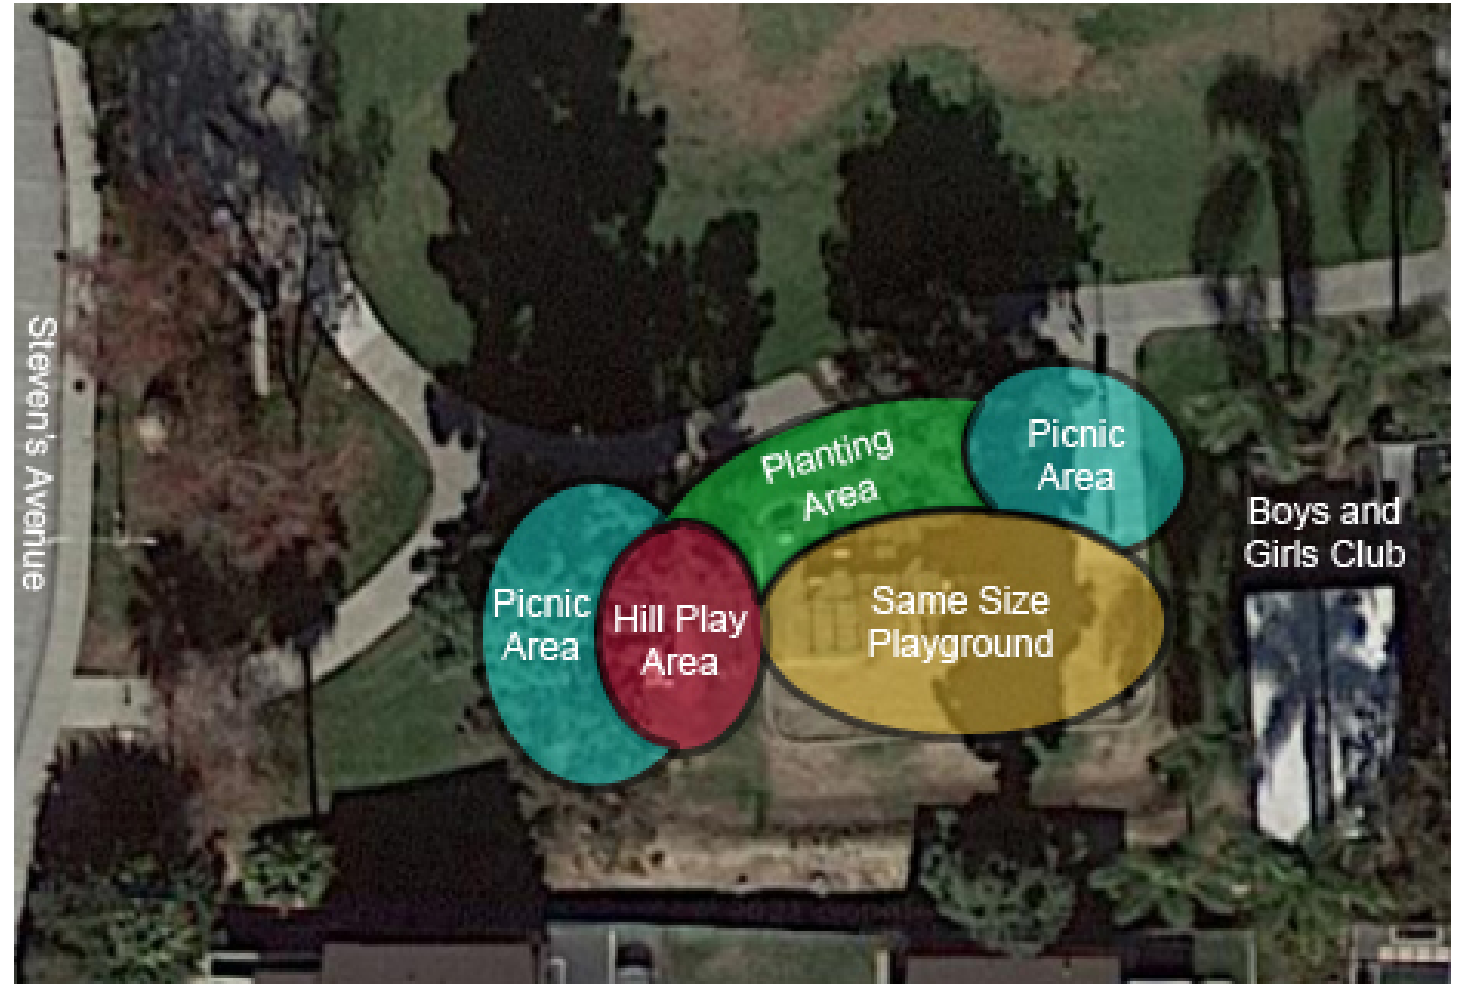 Steven's Avenue
Planting
Area
Picnic
Area
Boys and
Girls Club
Picnic
Area
Hill Play
Area
Same Size
Playground